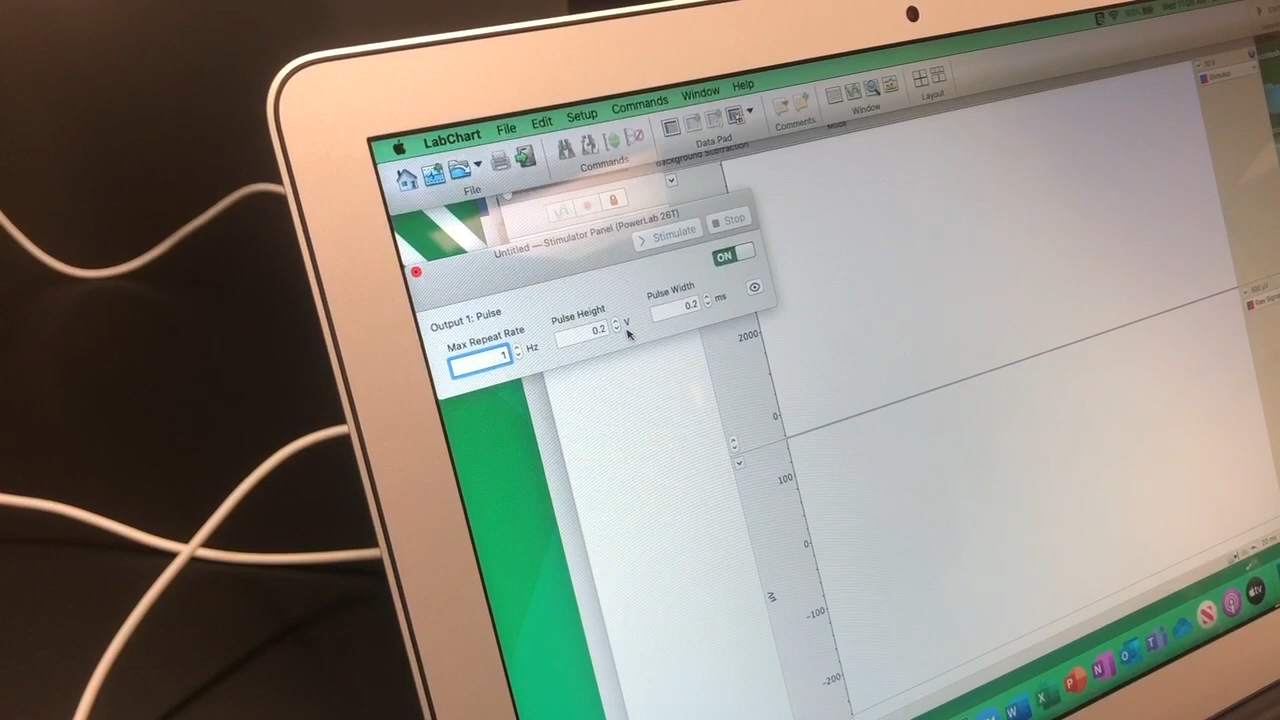 LabChart File Edit Setup Commands Window Help
File
Commands
Data Pad
Comments
Window
Layout
Background Subtraction
Untitled — Stimulator Panel (PowerLab 26T)
Stimulate
Stop
ON
Output 1: Pulse
Max Repeat Rate
1 Hz
Pulse Height
0.2 V
Pulse Width
0.2 ms
Stimulus
2000
0
100
0
-100
-200
W
X
P
N
O
T
tv